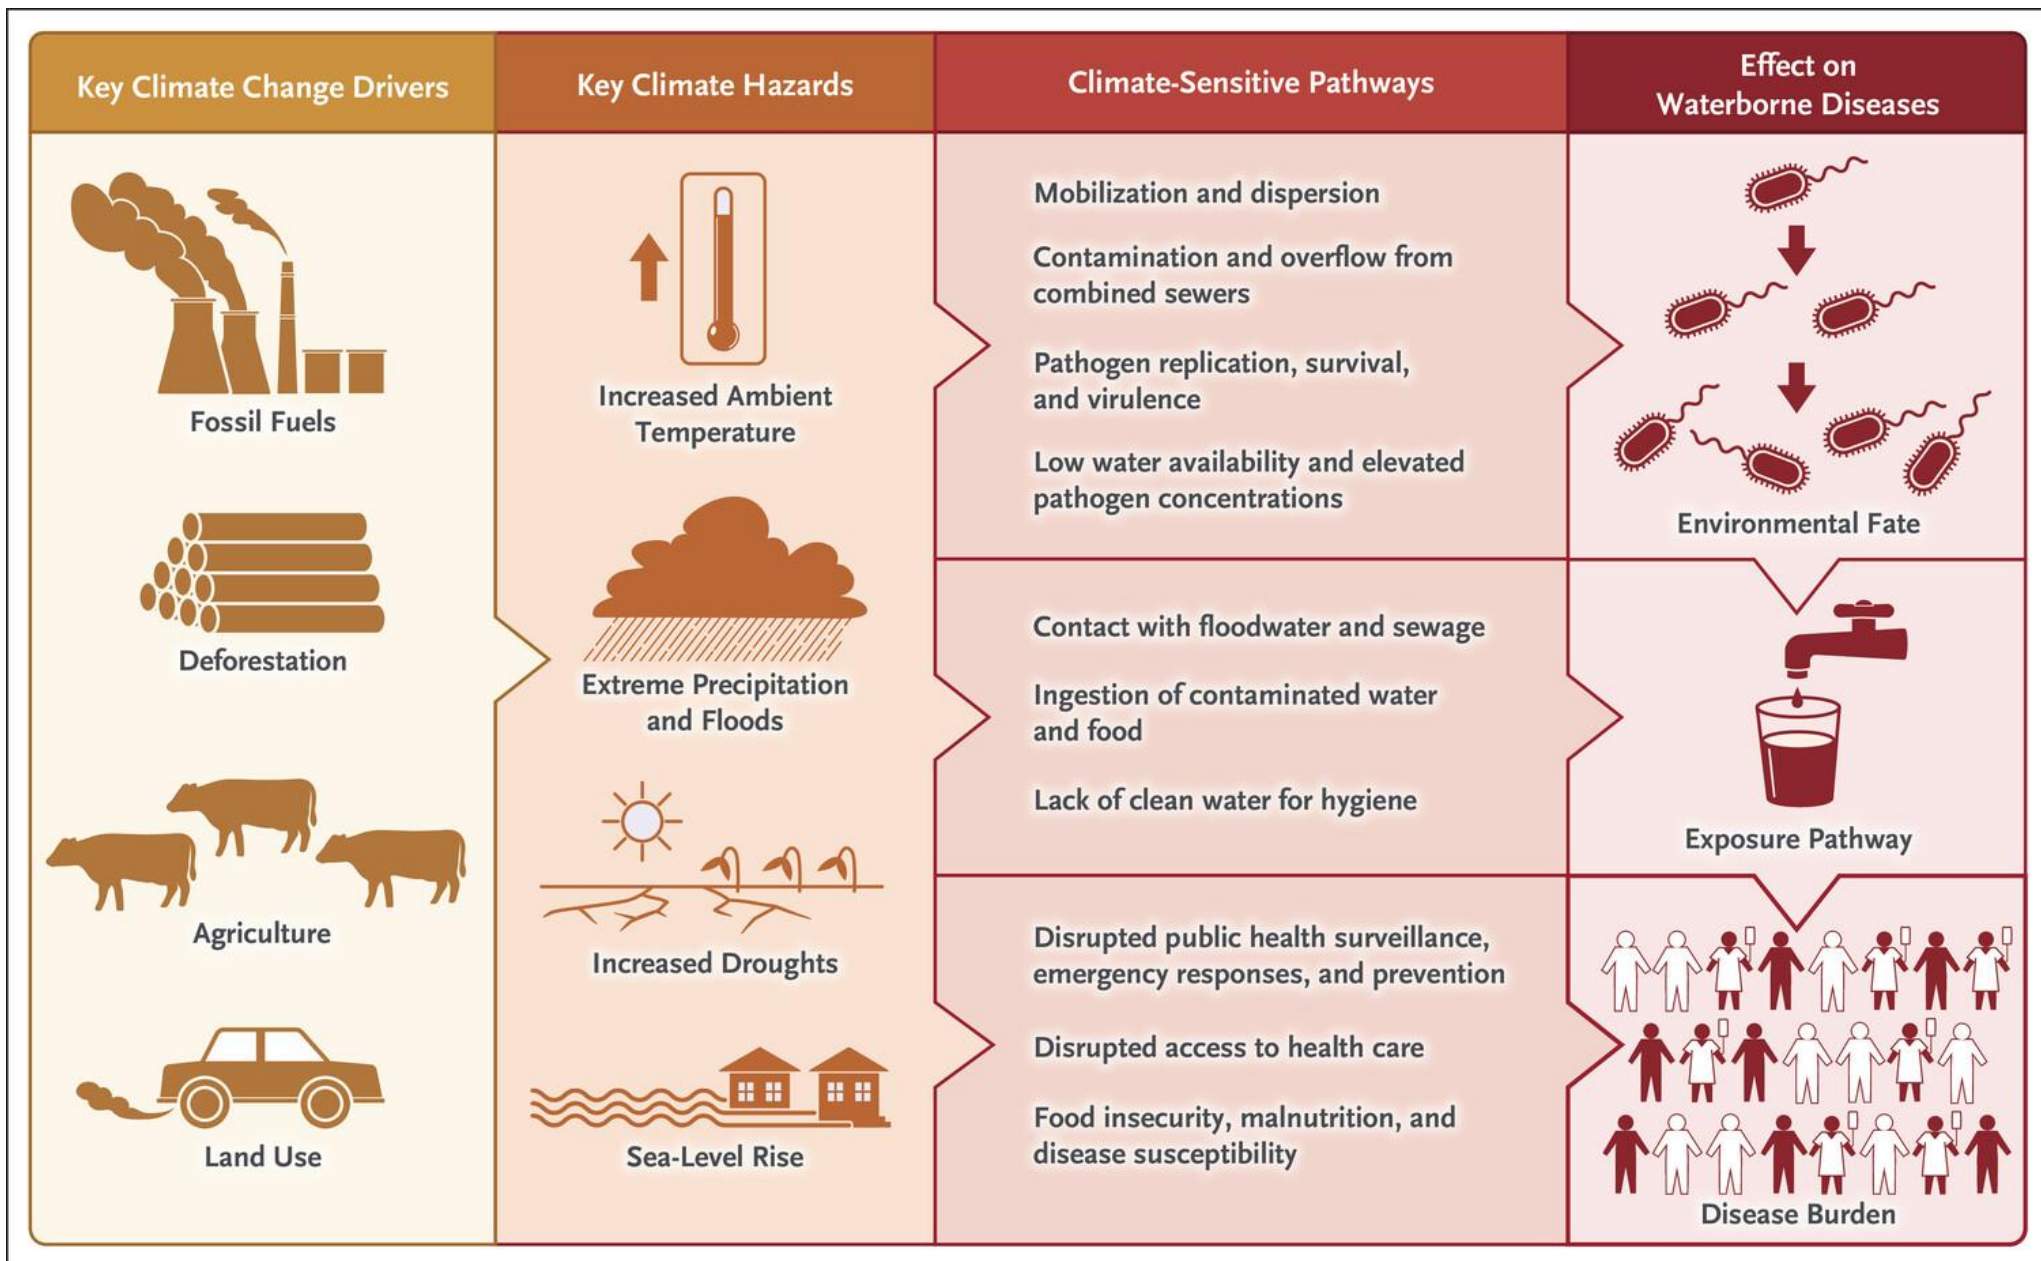 Key Climate Change Drivers
Key Climate Hazards
Climate-Sensitive Pathways
Effect on
Waterborne Diseases
Fossil Fuels
Deforestation
Agriculture
Land Use
Increased Ambient
Temperature
Extreme Precipitation
and Floods
Increased Droughts
Sea-Level Rise
Mobilization and dispersion
Contamination and overflow from
combined sewers
Pathogen replication, survival,
and virulence
Low water availability and elevated
pathogen concentrations
Contact with floodwater and sewage
Ingestion of contaminated water
and food
Lack of clean water for hygiene
Disrupted public health surveillance,
emergency responses, and prevention
Disrupted access to health care
Food insecurity, malnutrition, and
disease susceptibility
Environmental Fate
Exposure Pathway
Disease Burden